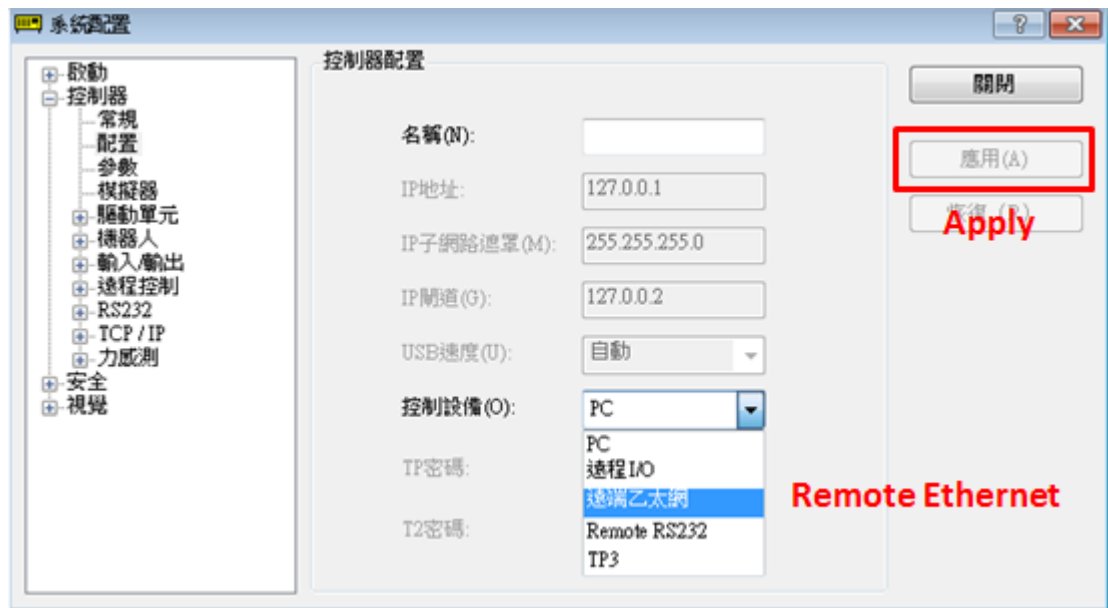 系統配置
啟動
控制器
常規
配置
參數
模擬器
驅動單元
機器人
輸入/輸出
遠程控制
RS232
TCP / IP
力感測
安全
視覺
控制器配置
名稱(N):
IP地址:
127.0.0.1
IP子網路遮罩(M):
255.255.255.0
IP閘道(G):
127.0.0.2
USB速度(U):
自動
控制設備(O):
PC
PC
遠程I/O
遠端乙太網
Remote RS232
TP3
TP密碼:
T2密碼:
關閉
應用(A)
恢復 (R)
Apply
Remote Ethernet